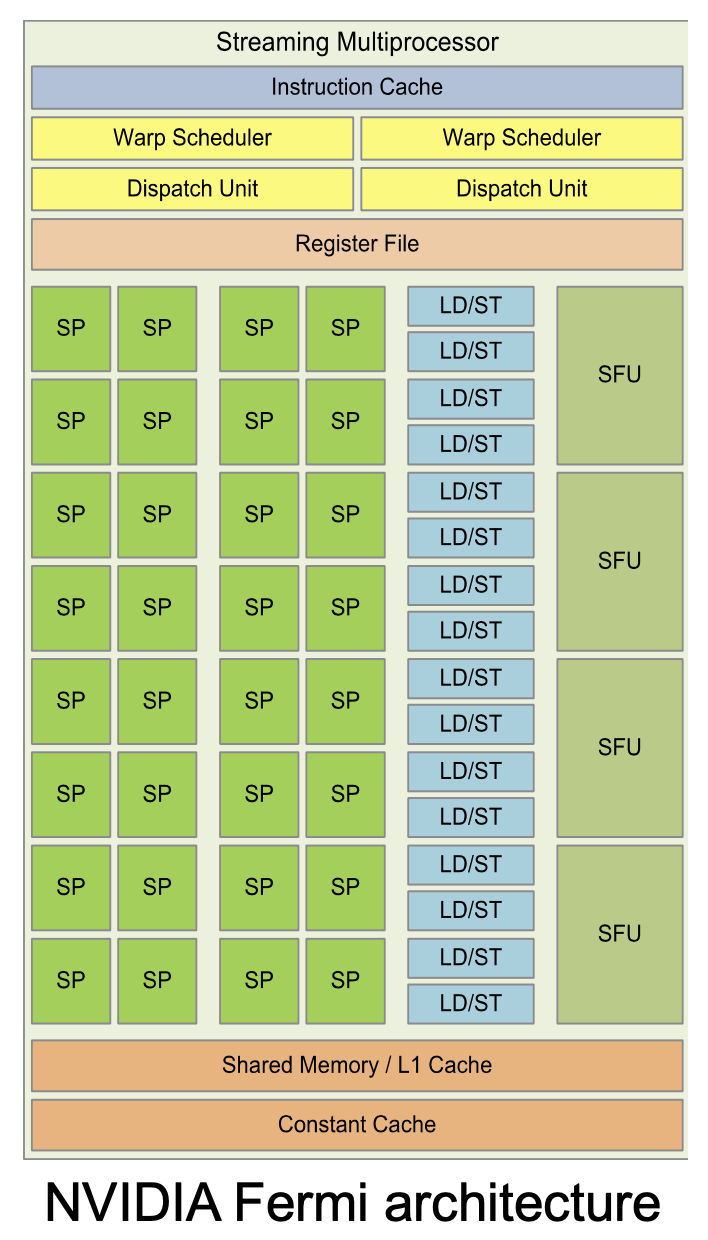 Streaming Multiprocessor
Instruction Cache
Warp Scheduler Warp Scheduler
Dispatch Unit Dispatch Unit
Register File
SP SP SP SP LD/ST LD/ST SFU
SP SP SP SP LD/ST LD/ST
SP SP SP SP LD/ST LD/ST SFU
SP SP SP SP LD/ST LD/ST
SP SP SP SP LD/ST LD/ST SFU
SP SP SP SP LD/ST LD/ST
SP SP SP SP LD/ST LD/ST SFU
SP SP SP SP LD/ST LD/ST
Shared Memory / L1 Cache
Constant Cache
NVIDIA Fermi architecture